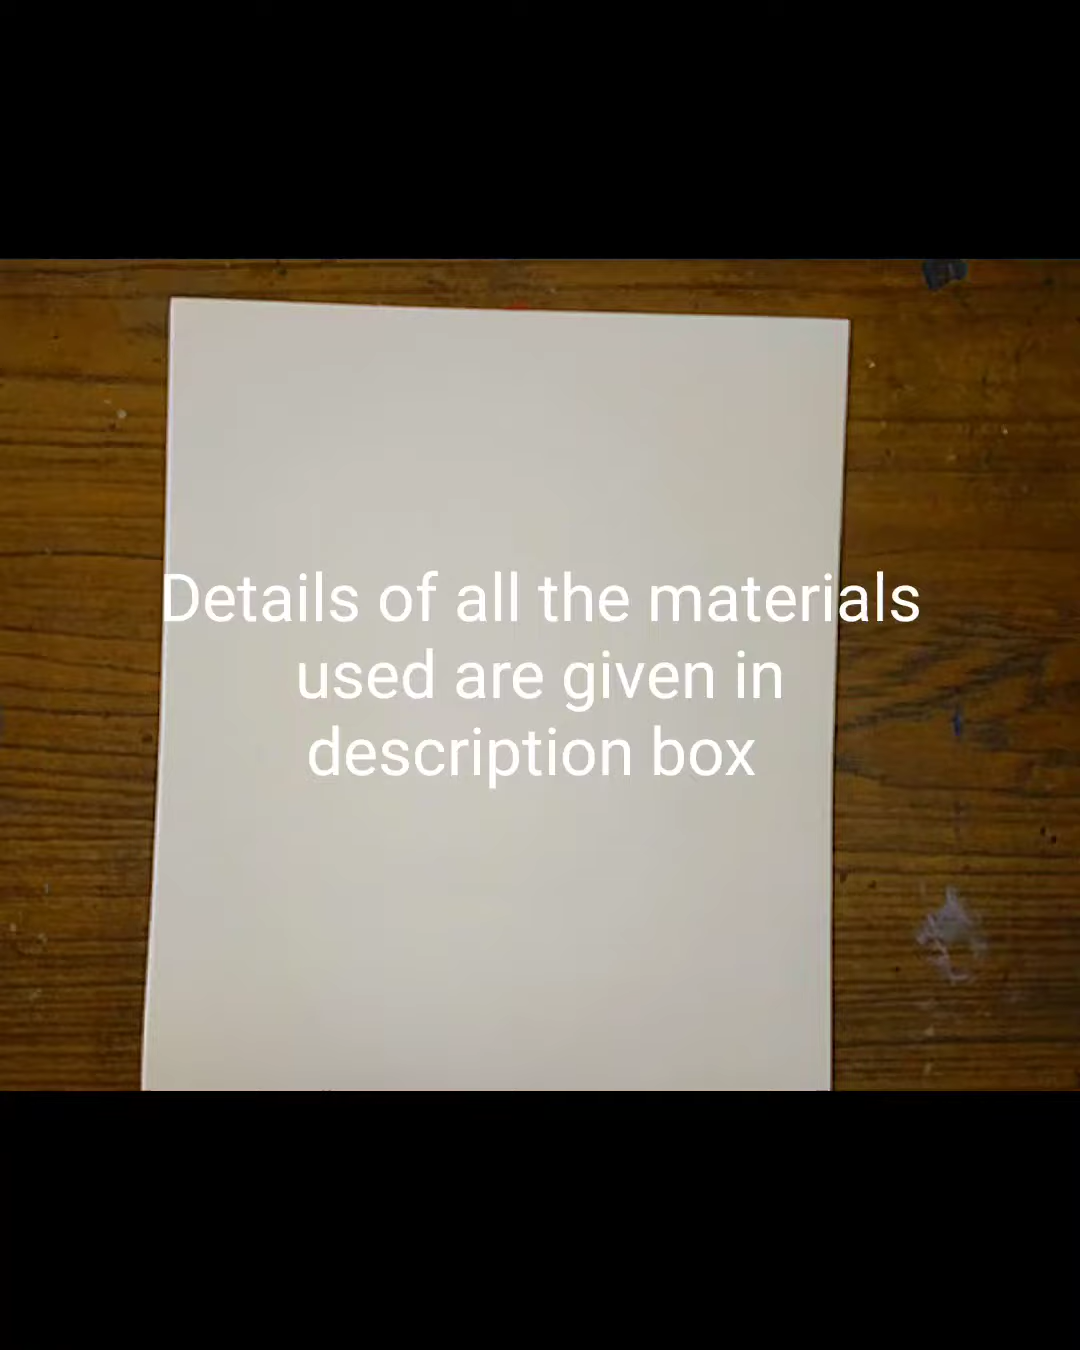 Details of all the materials
used are given in
description box